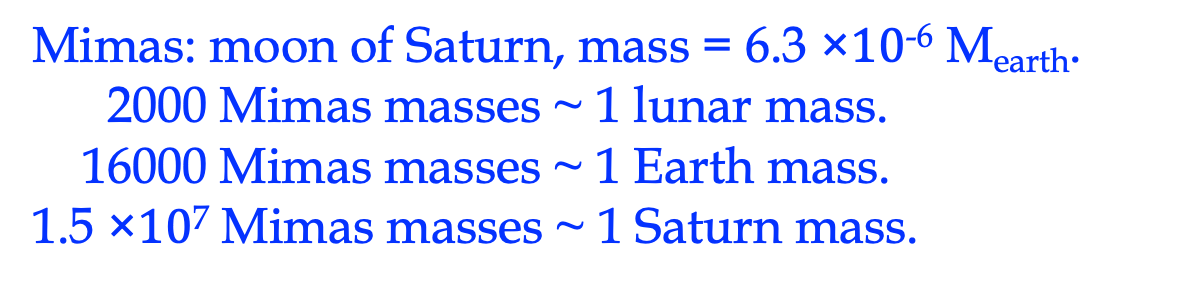 Mimas: moon of Saturn, mass = 6.3 ×10⁻⁶ Mₑₐᵣₜₕ.
2000 Mimas masses ~ 1 lunar mass.
16000 Mimas masses ~ 1 Earth mass.
1.5 ×10⁷ Mimas masses ~ 1 Saturn mass.